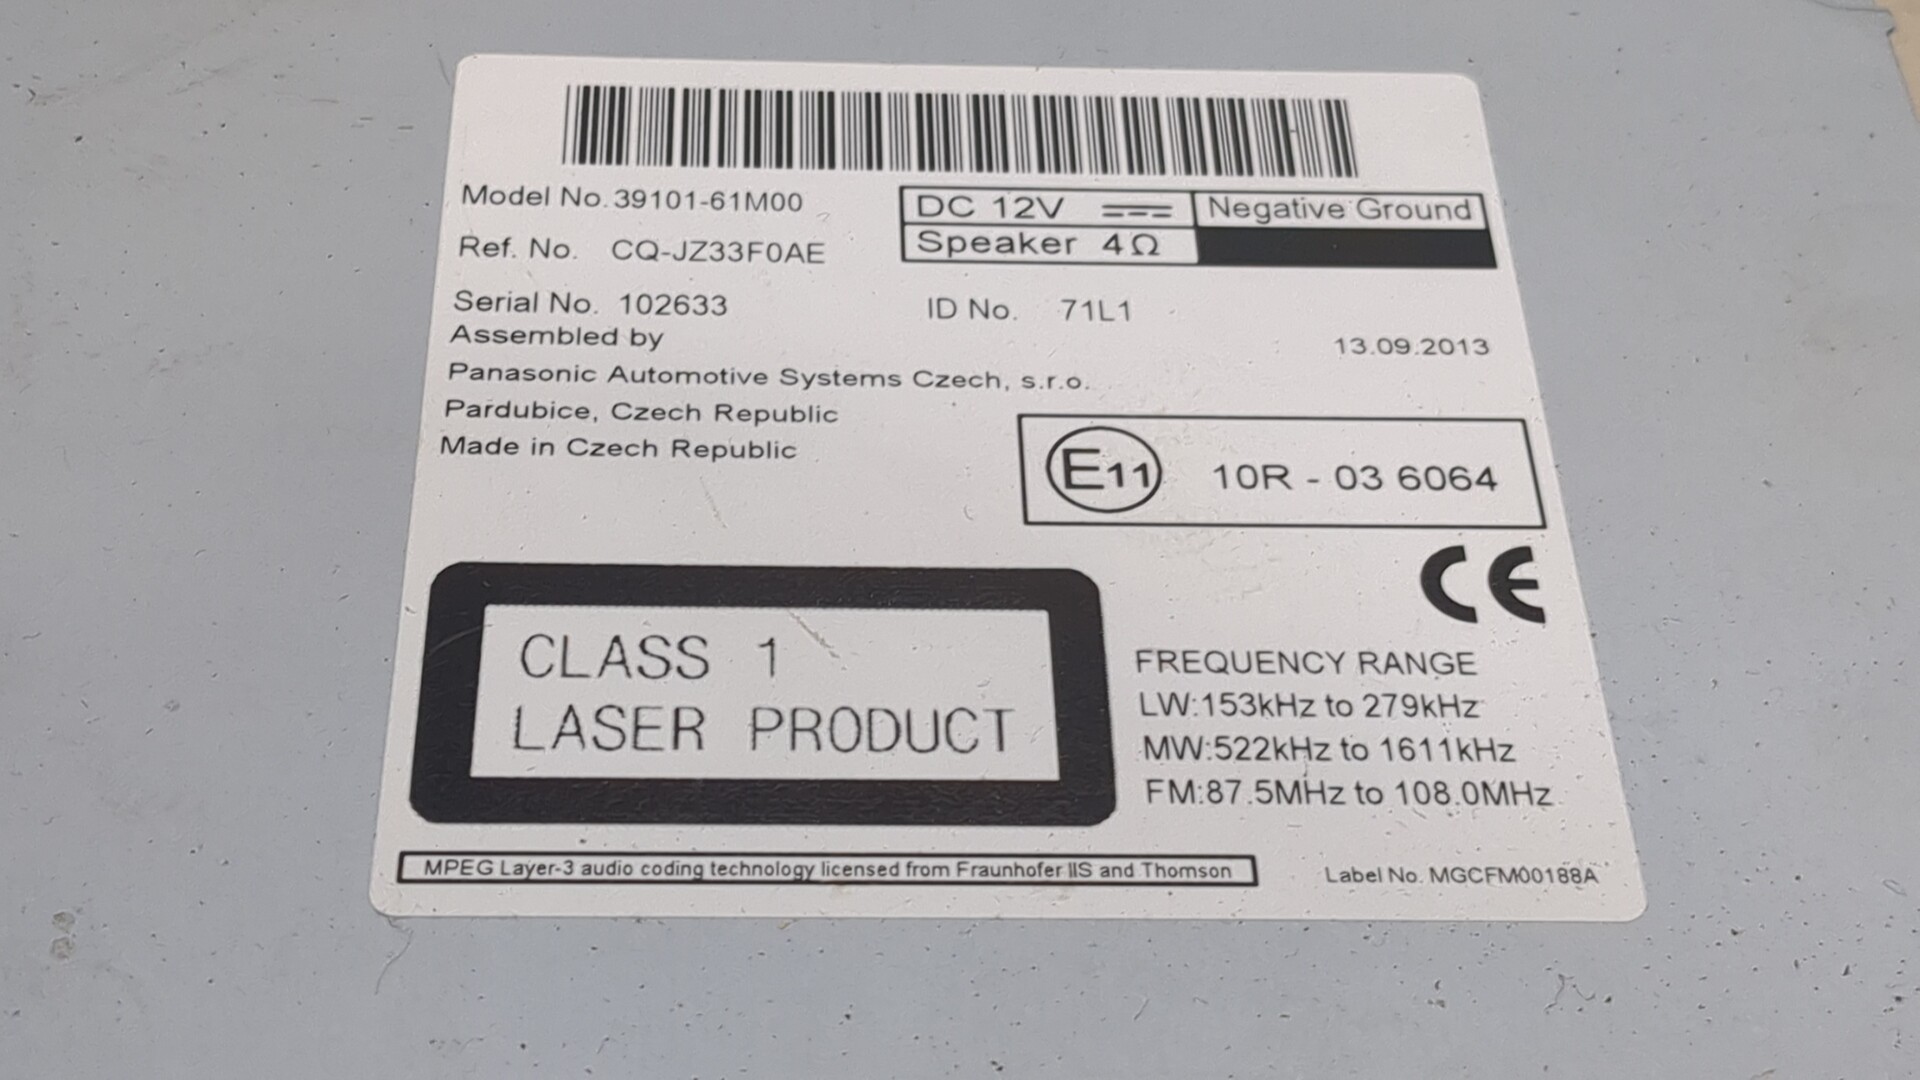 Model No. 39101-61M00
DC 12V
Negative Ground
Ref. No. CQ-JZ33F0AE
Speaker 4Ω
Serial No. 102633
ID No. 71L1
Assembled by
13.09.2013
Panasonic Automotive Systems Czech, s.r.o.
Pardubice, Czech Republic
Made in Czech Republic
E11 10R - 03 6064
CE
CLASS 1
LASER PRODUCT
FREQUENCY RANGE
LW:153kHz to 279kHz
MW:522kHz to 1611kHz
FM:87.5MHz to 108.0MHz
MPEG Layer-3 audio coding technology licensed from Fraunhofer IIS and Thomson
Label No. MGCFM00188A